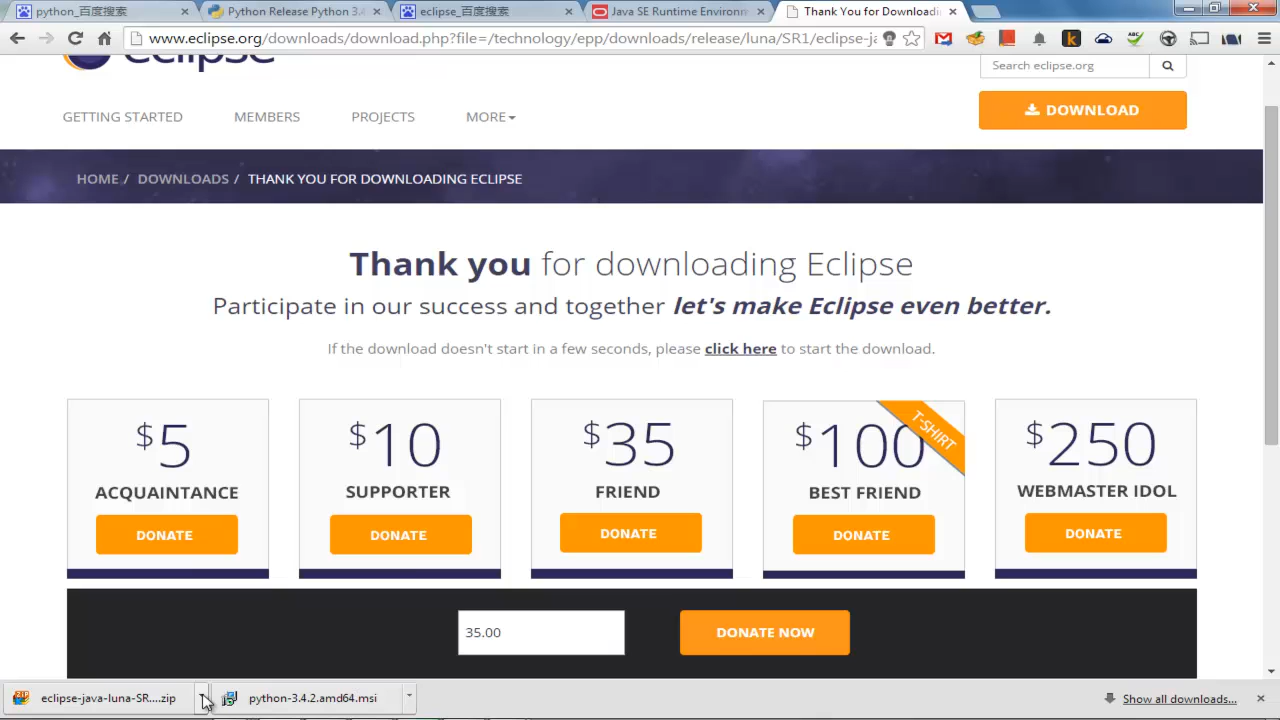 python_百度搜索
Python Release Python 3.4
eclipse_百度搜索
Java SE Runtime Environm
Thank You for Downloadi
www.eclipse.org/downloads/download.php?file=/technology/epp/downloads/release/luna/SR1/eclipse-ja
ABC
eclipse
Search eclipse.org
GETTING STARTED
MEMBERS
PROJECTS
MORE
DOWNLOAD
HOME / DOWNLOADS / THANK YOU FOR DOWNLOADING ECLIPSE
Thank you for downloading Eclipse
Participate in our success and together let's make Eclipse even better.
If the download doesn't start in a few seconds, please click here to start the download.
$5
ACQUAINTANCE
DONATE
$10
SUPPORTER
DONATE
$35
FRIEND
DONATE
$100
T-SHIRT
BEST FRIEND
DONATE
$250
WEBMASTER IDOL
DONATE
35.00
DONATE NOW
ZIP
eclipse-java-luna-SR....zip
python-3.4.2.amd64.msi
Show all downloads...